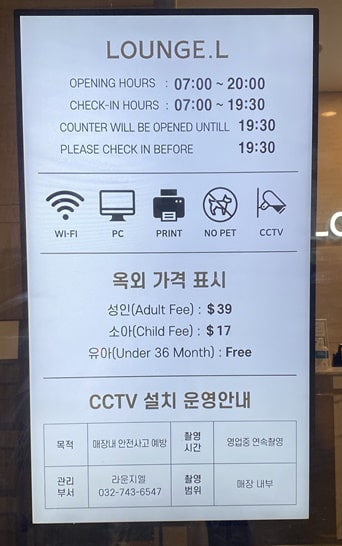 LOUNGE.L
OPENING HOURS : 07:00 ~ 20:00
CHECK-IN HOURS : 07:00 ~ 19:30
COUNTER WILL BE OPENED UNTILL 19:30
PLEASE CHECK IN BEFORE 19:30
WI-FI PC PRINT NO PET CCTV
옥외 가격 표시
성인(Adult Fee) : $39
소아(Child Fee) : $17
유아(Under 36 Month) : Free
CCTV 설치 운영안내
목적 매장내 안전사고 예방 촬영 시간 영업중 연속촬영
관리 부서 라운지엘 032-743-6547 촬영 범위 매장 내부
LO